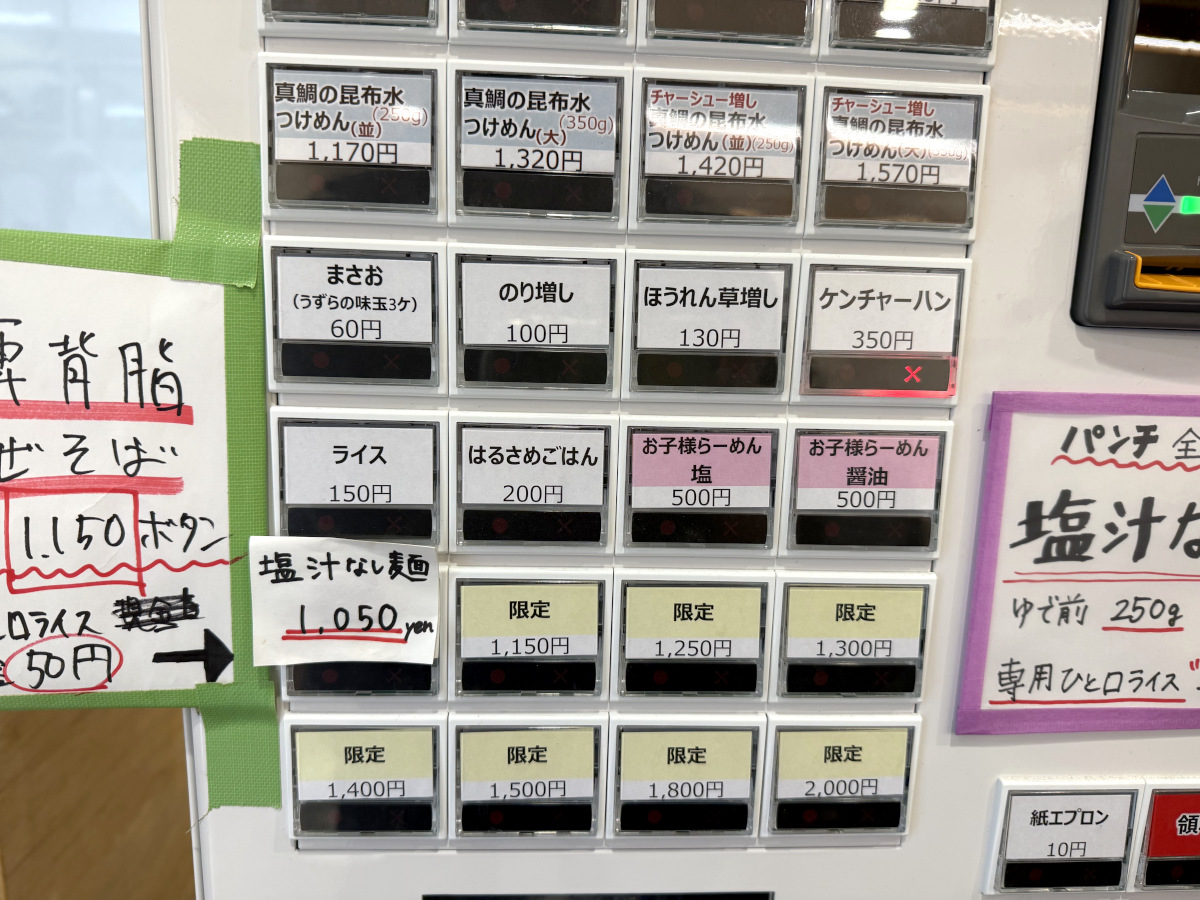 真鯛の昆布水
つけめん(並)(250g)
1,170円
真鯛の昆布水
つけめん(大)(350g)
1,320円
チャーシュー増し
真鯛の昆布水
つけめん(並)(250g)
1,420円
チャーシュー増し
真鯛の昆布水
つけめん(大)(350g)
1,570円
まさお
(うずらの味玉3ケ)
60円
のり増し
100円
ほうれん草増し
130円
ケンチャーハン
350円
×
ライス
150円
はるさめごはん
200円
お子様らーめん
塩
500円
お子様らーめん
醤油
500円
塩汁なし麺
1,050yen
限定
1,150円
限定
1,250円
限定
1,300円
限定
1,400円
限定
1,500円
限定
1,800円
限定
2,000円
背脂
ぜそば
1,150ボタン
口ライス
50円
パンチ
塩汁な
ゆで前 250g
専用ひと口ライス
紙エプロン
10円
領